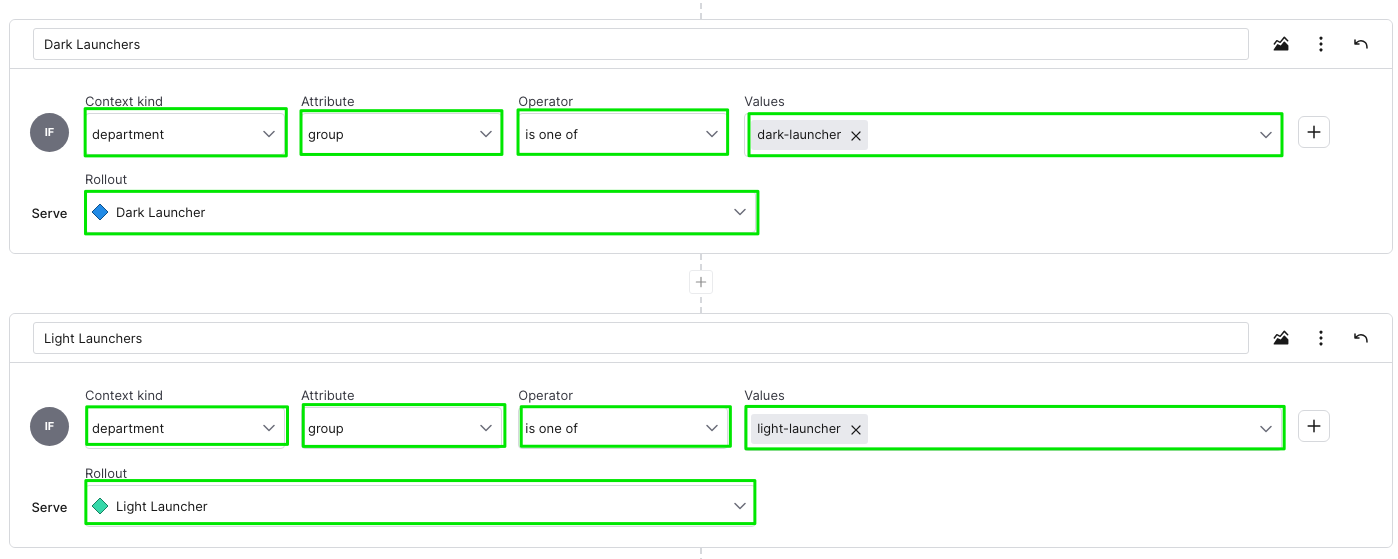 Dark Launchers
Context kind Attribute Operator Values
IF department group is one of dark-launcher
Rollout
Serve Dark Launcher
Light Launchers
Context kind Attribute Operator Values
IF department group is one of light-launcher
Rollout
Serve Light Launcher